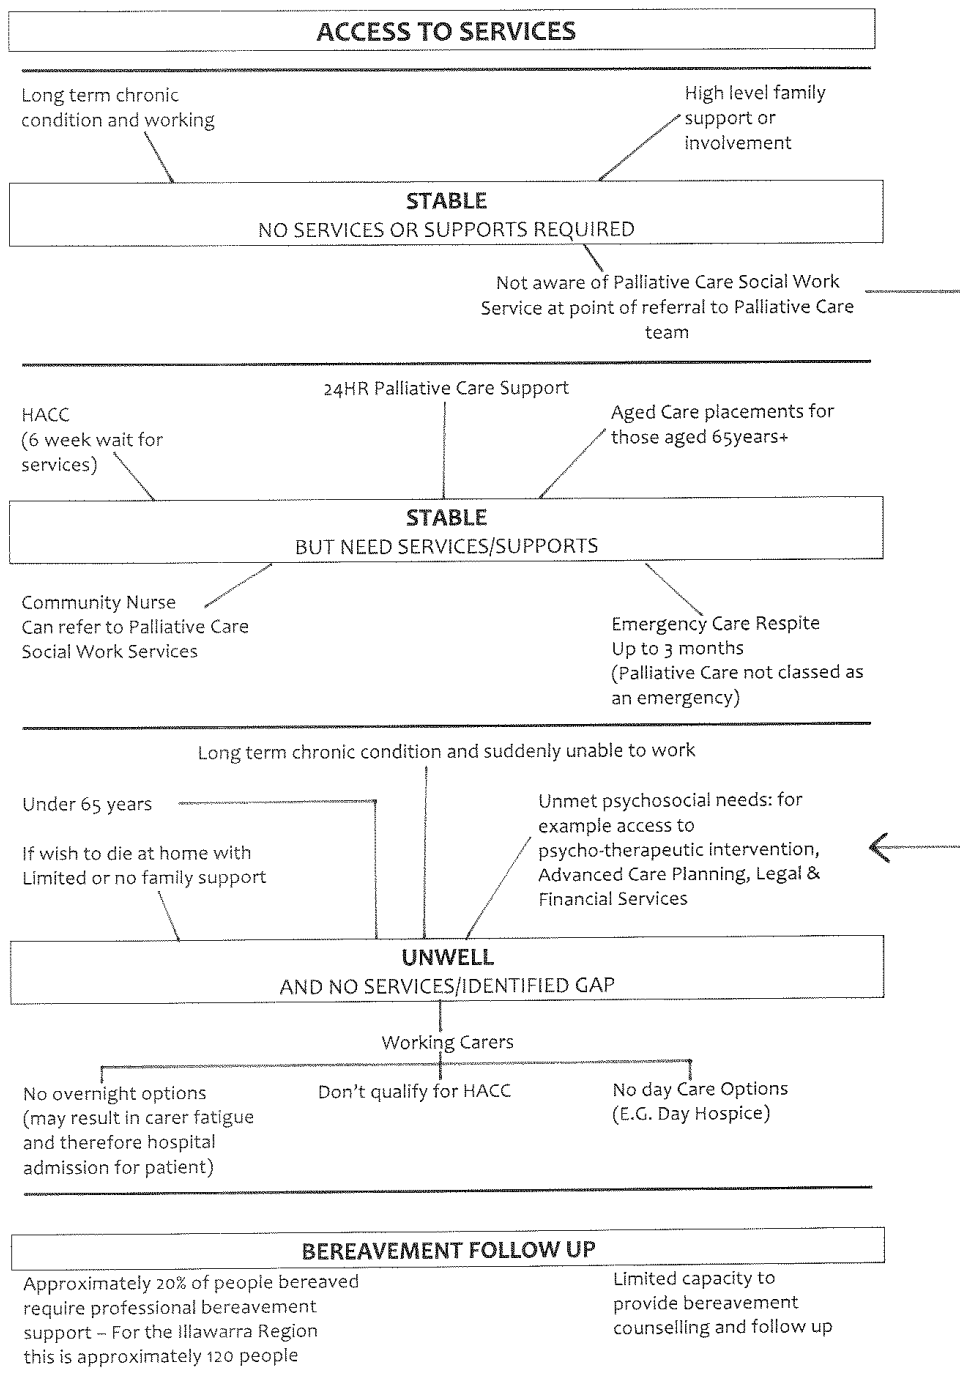 ACCESS TO SERVICES
Long term chronic
condition and working
High level family
support or
involvement
STABLE
NO SERVICES OR SUPPORTS REQUIRED
Not aware of Palliative Care Social Work
Service at point of referral to Palliative Care
team
24HR Palliative Care Support
HACC
(6 week wait for
services)
Aged Care placements for
those aged 65years+
STABLE
BUT NEED SERVICES/SUPPORTS
Community Nurse
Can refer to Palliative Care
Social Work Services
Emergency Care Respite
Up to 3 months
(Palliative Care not classed as
an emergency)
Long term chronic condition and suddenly unable to work
Under 65 years
If wish to die at home with
Limited or no family support
Unmet psychosocial needs: for
example access to
psycho-therapeutic intervention,
Advanced Care Planning, Legal &
Financial Services
UNWELL
AND NO SERVICES/IDENTIFIED GAP
Working Carers
No overnight options
(may result in carer fatigue
and therefore hospital
admission for patient)
Don't qualify for HACC
No day Care Options
(E.G. Day Hospice)
BEREAVEMENT FOLLOW UP
Approximately 20% of people bereaved
require professional bereavement
support – For the Illawarra Region
this is approximately 120 people
Limited capacity to
provide bereavement
counselling and follow up